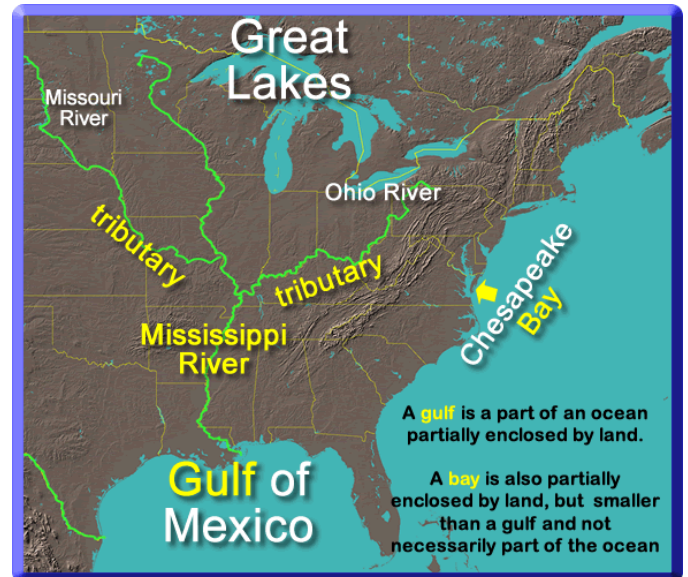 Great
Lakes
Missouri
River
Ohio River
tributary
tributary
Chesapeake
Bay
Mississippi
River
A gulf is a part of an ocean
partially enclosed by land.
Gulf of
Mexico
A bay is also partially
enclosed by land, but smaller
than a gulf and not
necessarily part of the ocean